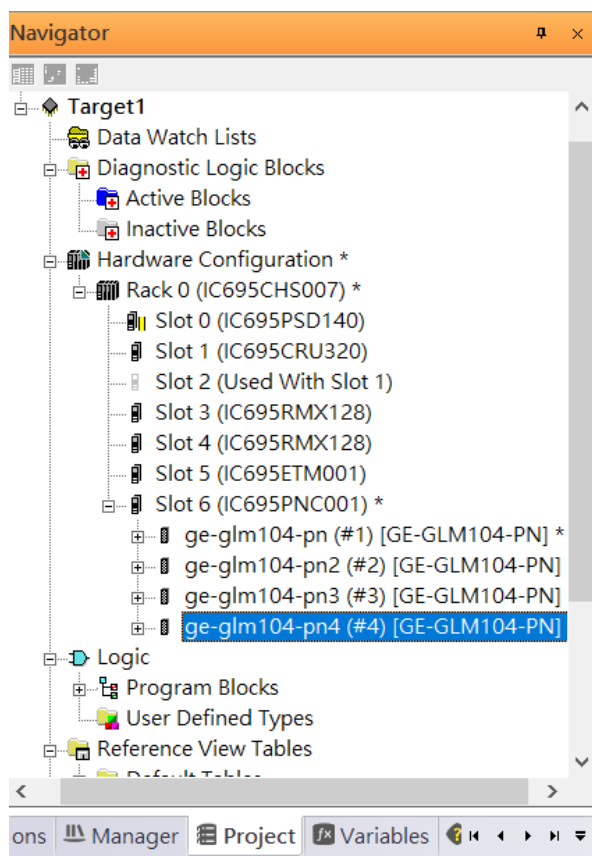 Navigator
Target1
Data Watch Lists
Diagnostic Logic Blocks
Active Blocks
Inactive Blocks
Hardware Configuration *
Rack 0 (IC695CHS007) *
Slot 0 (IC695PSD140)
Slot 1 (IC695CRU320)
Slot 2 (Used With Slot 1)
Slot 3 (IC695RMX128)
Slot 4 (IC695RMX128)
Slot 5 (IC695ETM001)
Slot 6 (IC695PNC001) *
ge-glm104-pn (#1) [GE-GLM104-PN] *
ge-glm104-pn2 (#2) [GE-GLM104-PN]
ge-glm104-pn3 (#3) [GE-GLM104-PN]
ge-glm104-pn4 (#4) [GE-GLM104-PN]
Logic
Program Blocks
User Defined Types
Reference View Tables
Default Tables
ons Manager Project Variables